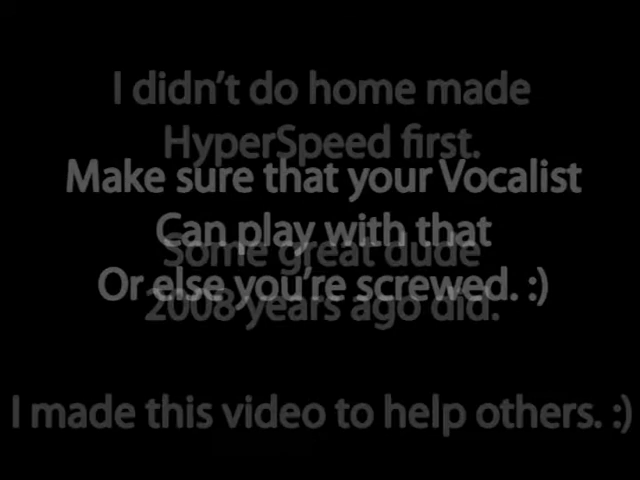 I didn't do home made
HyperSpeed first.
Make sure that your Vocalist
Can play with that
Some great dude
Or else you're screwed. :)
2008 years ago did.
I made this video to help others. :)